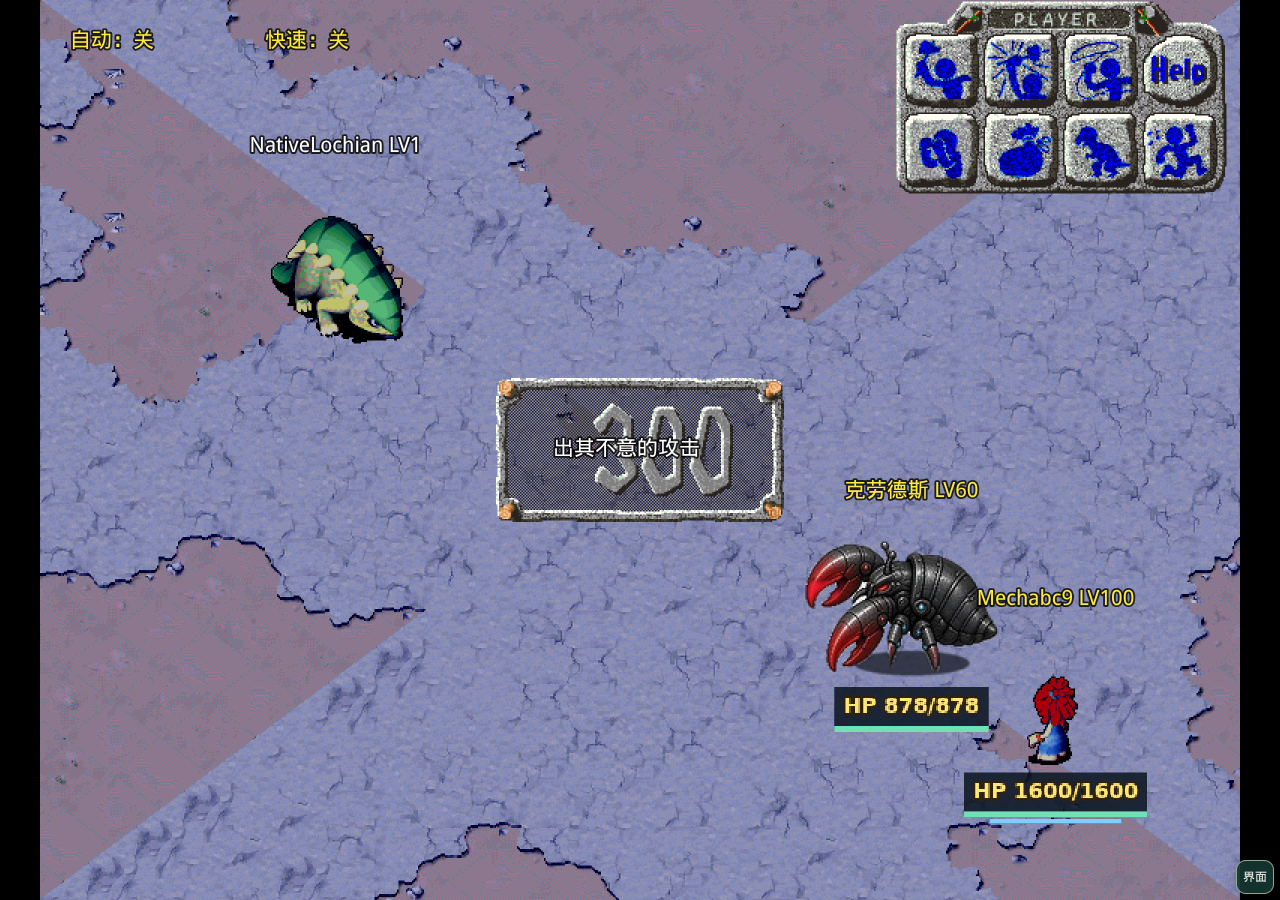 自动：关
快速：关
PLAYER
Help
NativeLochian LV1
300
出其不意的攻击
克劳德斯 LV60
Mechabc9 LV100
HP 878/878
HP 1600/1600
界面